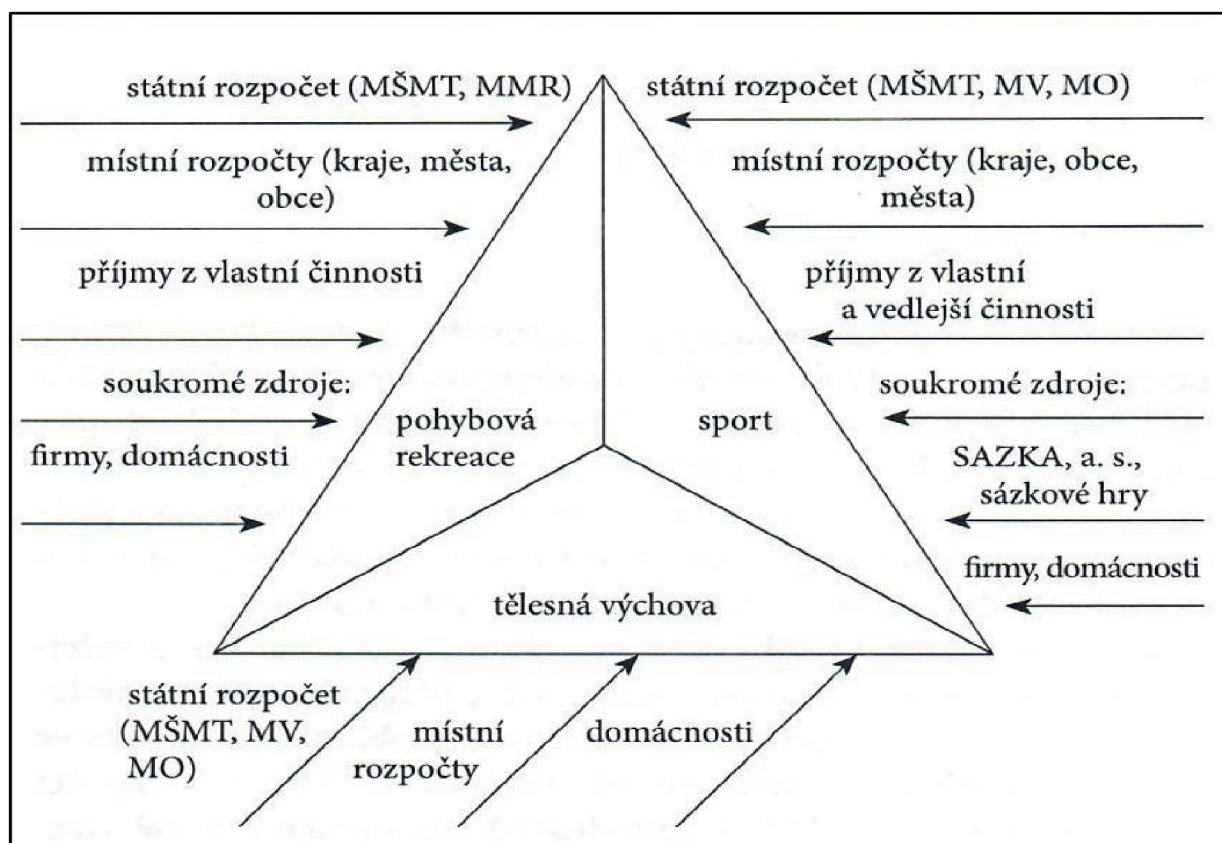 státní rozpočet (MŠMT, MMR)
místní rozpočty (kraje, města,
obce)
příjmy z vlastní činnosti
soukromé zdroje:
firmy, domácnosti
státní rozpočet (MŠMT, MV, MO)
místní rozpočty (kraje, obce,
města)
příjmy z vlastní
a vedlejší činnosti
soukromé zdroje:
SAZKA, a. s.,
sázkové hry
firmy, domácnosti
pohybová
rekreace
sport
tělesná výchova
státní rozpočet
(MŠMT, MV,
MO)
místní
rozpočty
domácnosti